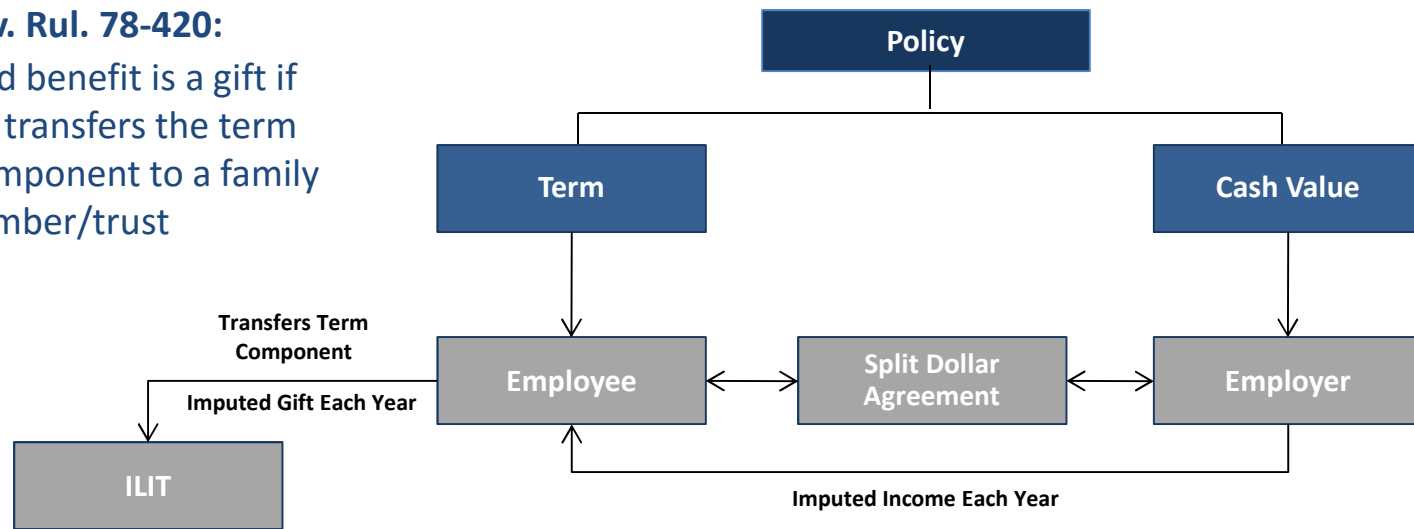 v. Rul. 78-420:
d benefit is a gift if
transfers the term
mponent to a family
mber/trust
Policy
Term
Cash Value
Transfers Term
Component
Imputed Gift Each Year
Employee
Split Dollar
Agreement
Employer
ILIT
Imputed Income Each Year